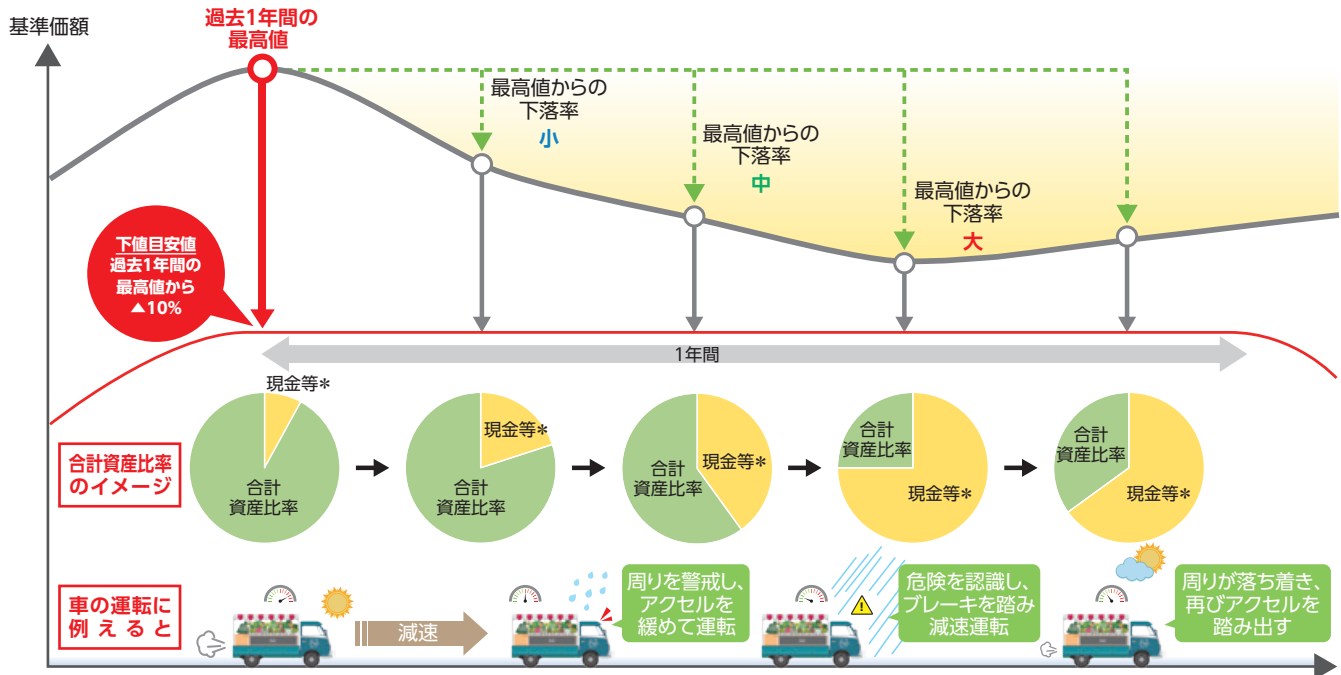 基準価額
過去1年間の
最高値
最高値からの
下落率
小
最高値からの
下落率
中
最高値からの
下落率
大
下値目安値
過去1年間の
最高値から
▲10%
1年間
合計資産比率
のイメージ
現金等*
合計
資産比率
現金等*
合計
資産比率
現金等*
合計
資産比率
合計
資産比率
現金等*
合計
資産比率
現金等*
車の運転に
例えると
減速
周りを警戒し、
アクセルを
緩めて運転
危険を認識し、
ブレーキを踏み
減速運転
周りが落ち着き、
再びアクセルを
踏み出す